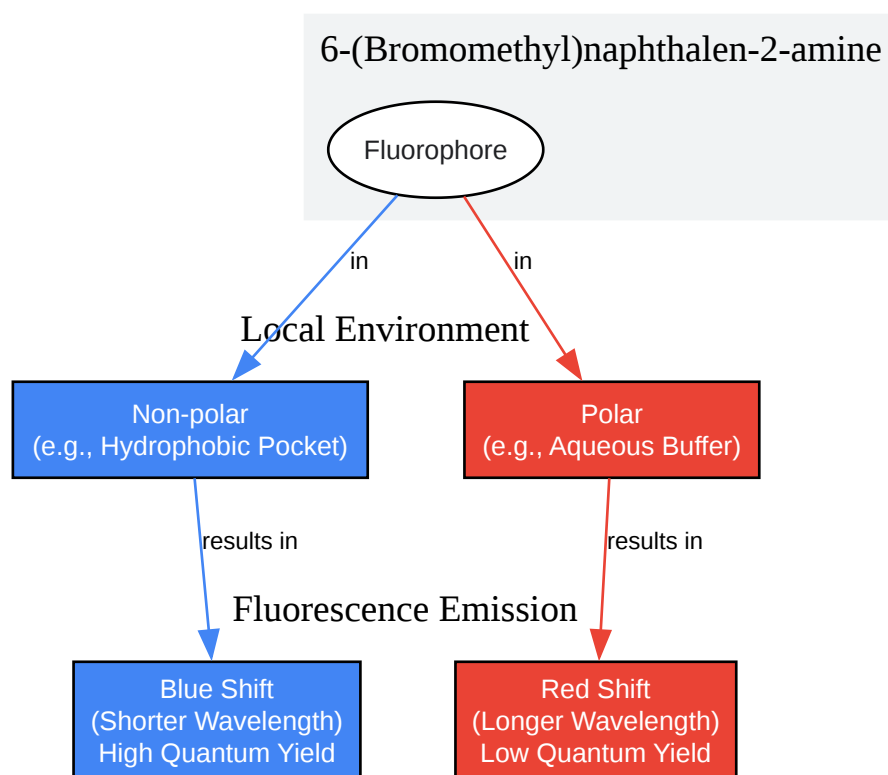 6-(Bromomethyl)naphthalen-2-amine
Fluorophore
in
in
Local Environment
Non-polar
(e.g., Hydrophobic Pocket)
Polar
(e.g., Aqueous Buffer)
results in
results in
Fluorescence Emission
Blue Shift
(Shorter Wavelength)
High Quantum Yield
Red Shift
(Longer Wavelength)
Low Quantum Yield